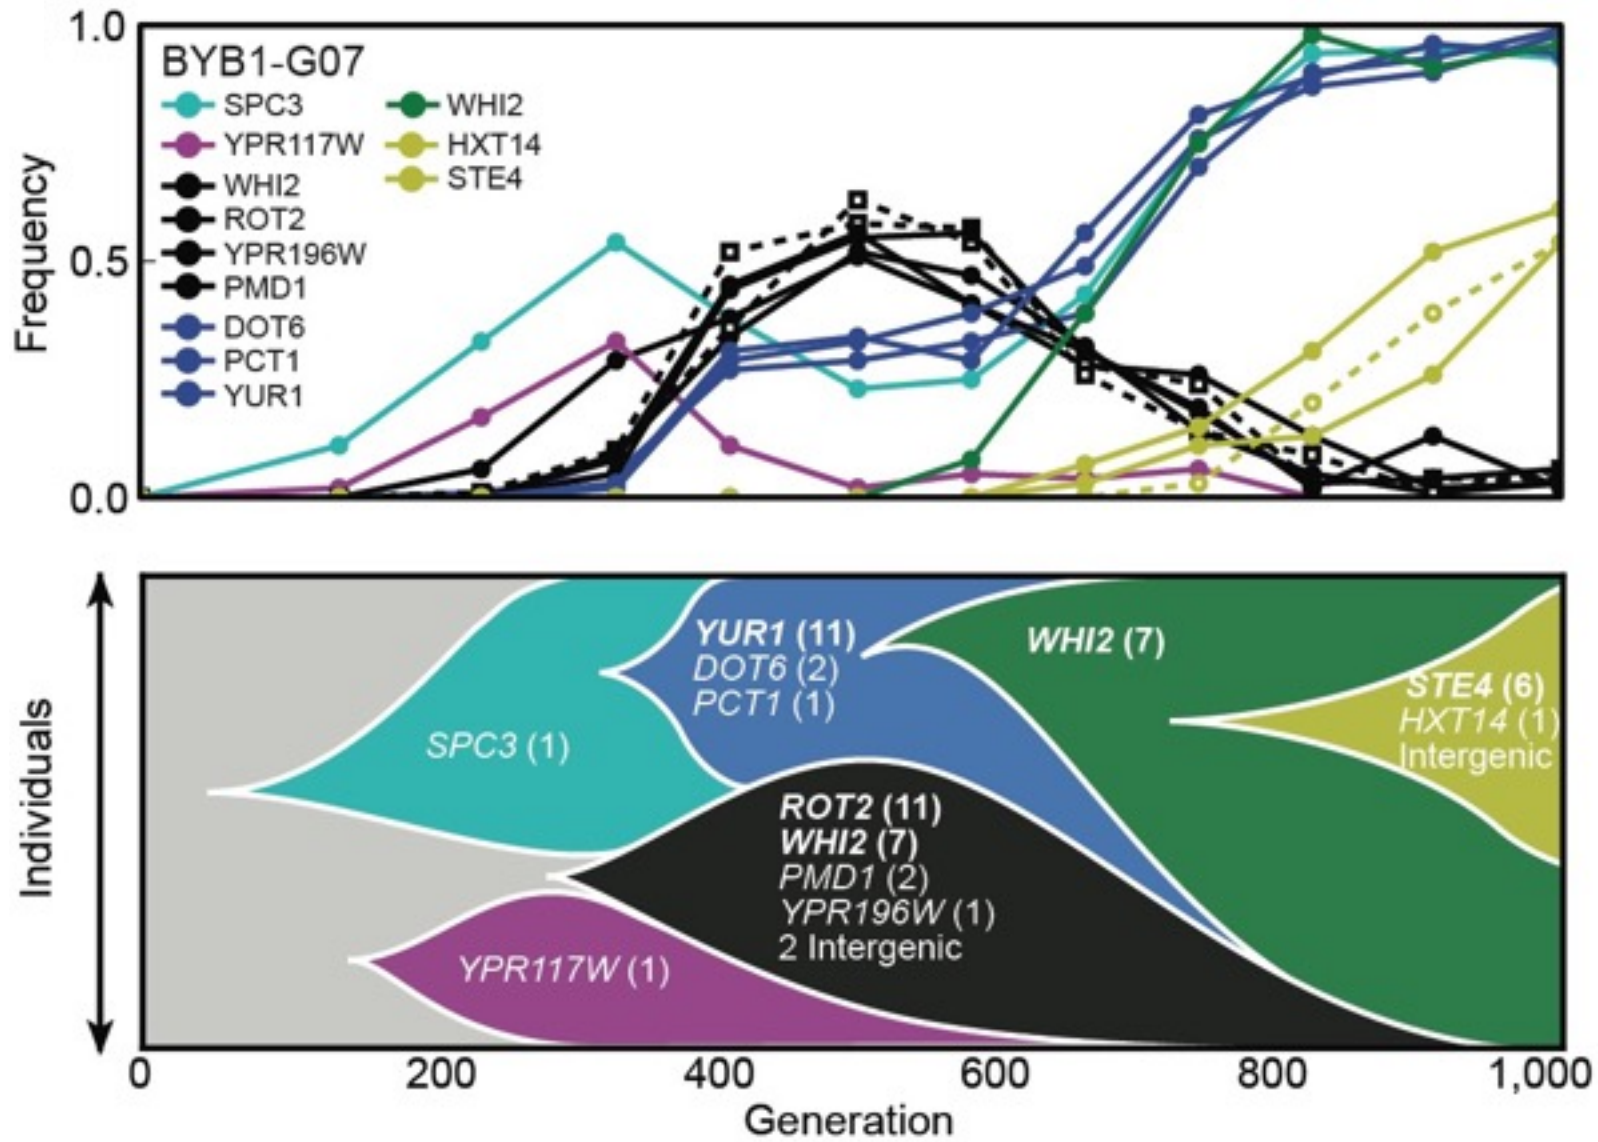 1.0
0.5
0.0
Frequency
BYB1-G07
SPC3
YPR117W
WHI2
ROT2
YPR196W
PMD1
DOT6
PCT1
YUR1
WHI2
HXT14
STE4
Individuals
SPC3 (1)
YPR117W (1)
YUR1 (11)
DOT6 (2)
PCT1 (1)
ROT2 (11)
WHI2 (7)
PMD1 (2)
YPR196W (1)
2 Intergenic
WHI2 (7)
STE4 (6)
HXT14 (1)
Intergenic
0 200 400 600 800 1,000
Generation